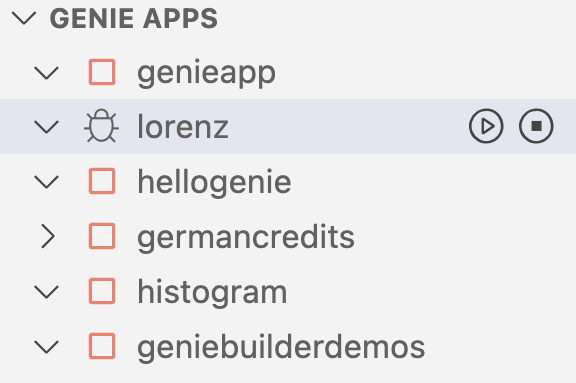 GENIE APPS
genieapp
lorenz
hellogenie
germancredits
histogram
geniebuilderdemos